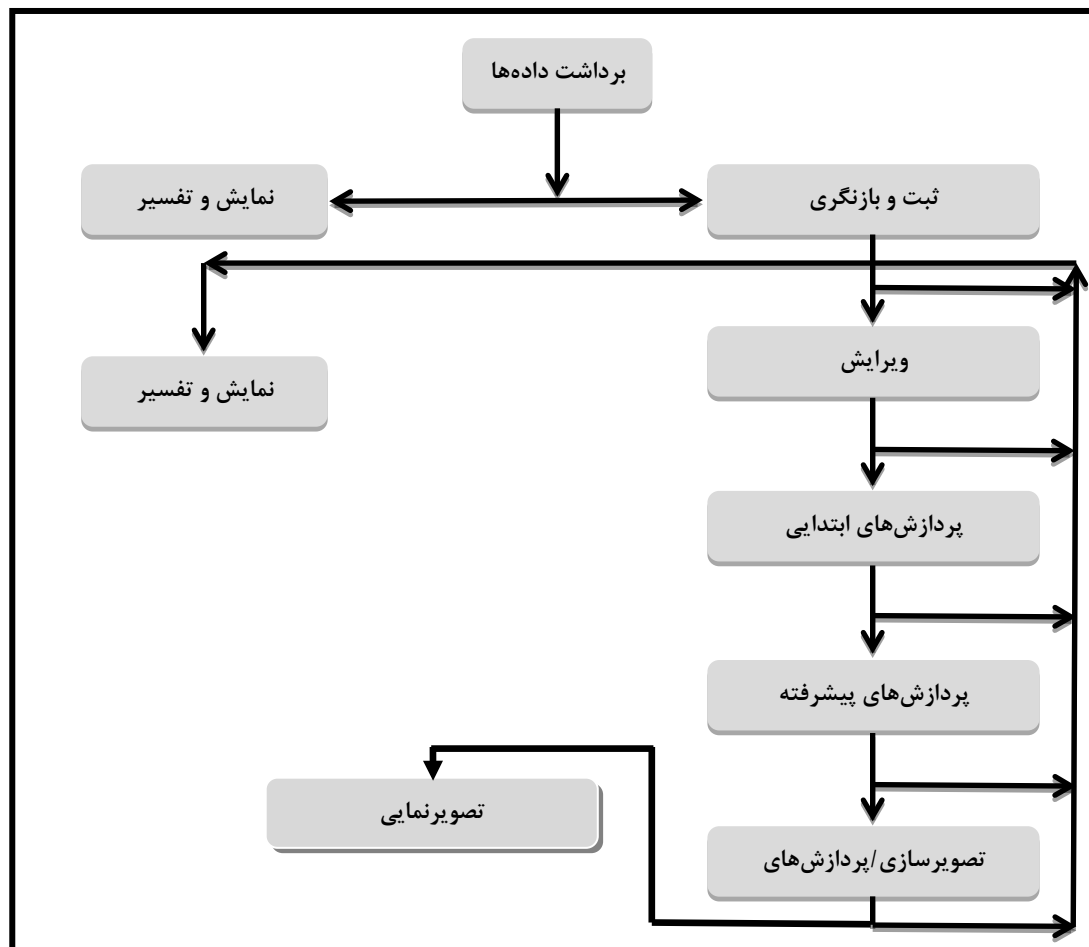 برداشت داده‌ها
ثبت و بازنگری
نمایش و تفسیر
ویرایش
نمایش و تفسیر
پردازش‌های ابتدایی
پردازش‌های پیشرفته
تصویرنمایی
تصویرسازی/پردازش‌های